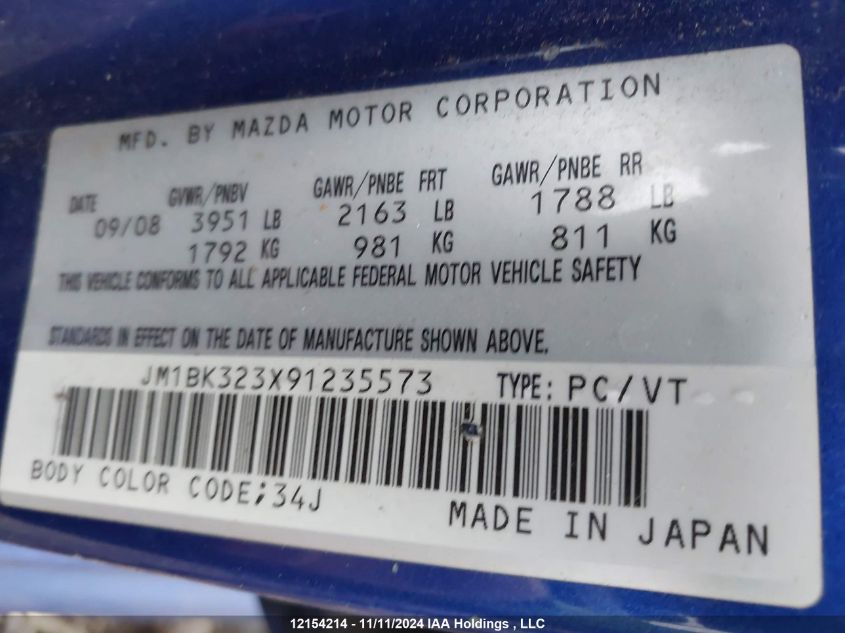 MFD. BY MAZDA MOTOR CORPORATION
DATE GVWR/PNBV GAWR/PNBE FRT GAWR/PNBE RR
09/08 3951 LB 2163 LB 1788 LB
1792 KG 981 KG 811 KG
THIS VEHICLE CONFORMS TO ALL APPLICABLE FEDERAL MOTOR VEHICLE SAFETY
STANDARDS IN EFFECT ON THE DATE OF MANUFACTURE SHOWN ABOVE.
JM1BK323X91235573 TYPE: PC/VT
BODY COLOR CODE;34J
MADE IN JAPAN
12154214 - 11/11/2024 IAA Holdings , LLC